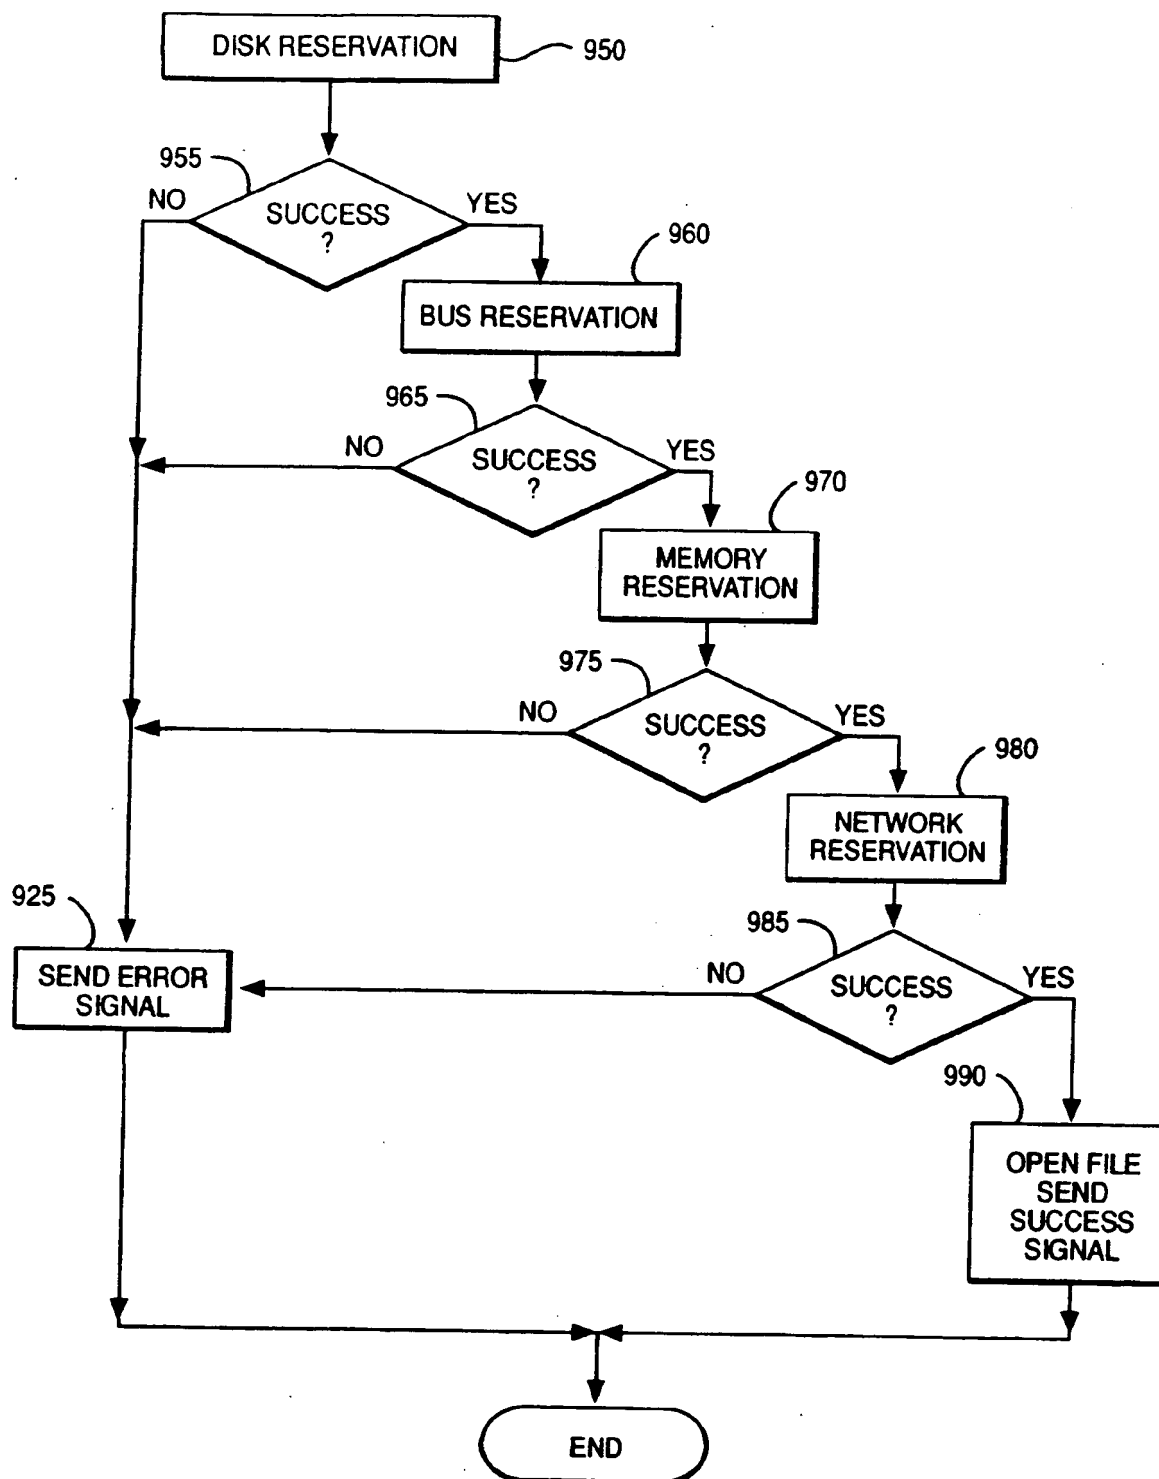 DISK RESERVATION
950
955
NO
SUCCESS
?
YES
960
BUS RESERVATION
965
NO
SUCCESS
?
YES
970
MEMORY
RESERVATION
975
NO
SUCCESS
?
YES
980
NETWORK
RESERVATION
925
SEND ERROR
SIGNAL
985
NO
SUCCESS
?
YES
990
OPEN FILE
SEND
SUCCESS
SIGNAL
END